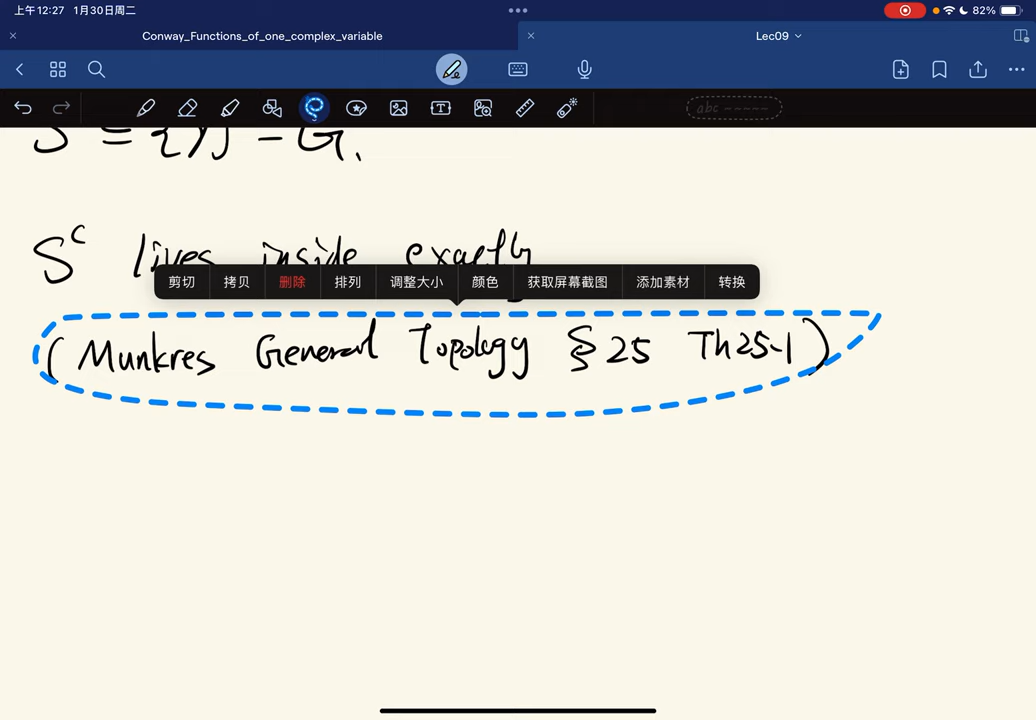 上午12:27 1月30日周二
82%
Conway_Functions_of_one_complex_variable
Lec09
abc
S = {γ} - G.
Sᶜ lives inside exactly
剪切 拷贝 删除 排列 调整大小 颜色 获取屏幕截图 添加素材 转换
(Munkres General Topology § 25 Th25-1)